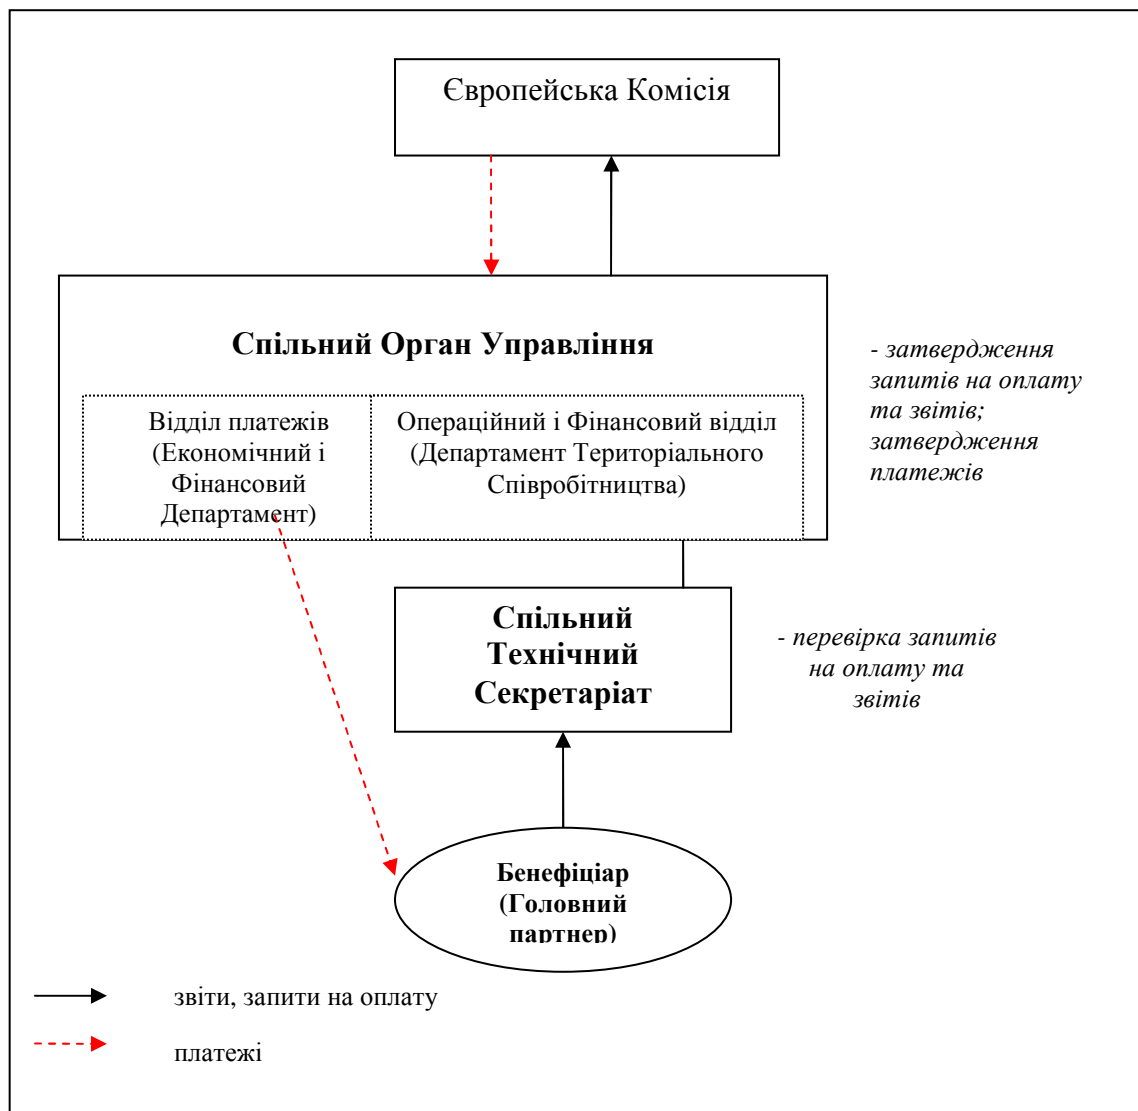 Європейська Комісія
Спільний Орган Управління
- затвердження
запитів на оплату
та звітів;
затвердження
платежів
Відділ платежів
(Економічний і
Фінансовий
Департамент)
Операційний і Фінансовий відділ
(Департамент Територіального
Співробітництва)
Спільний
Технічний
Секретаріат
- перевірка запитів
на оплату та
звітів
Бенефіціар
(Головний
партнер)
звіти, запити на оплату
платежі